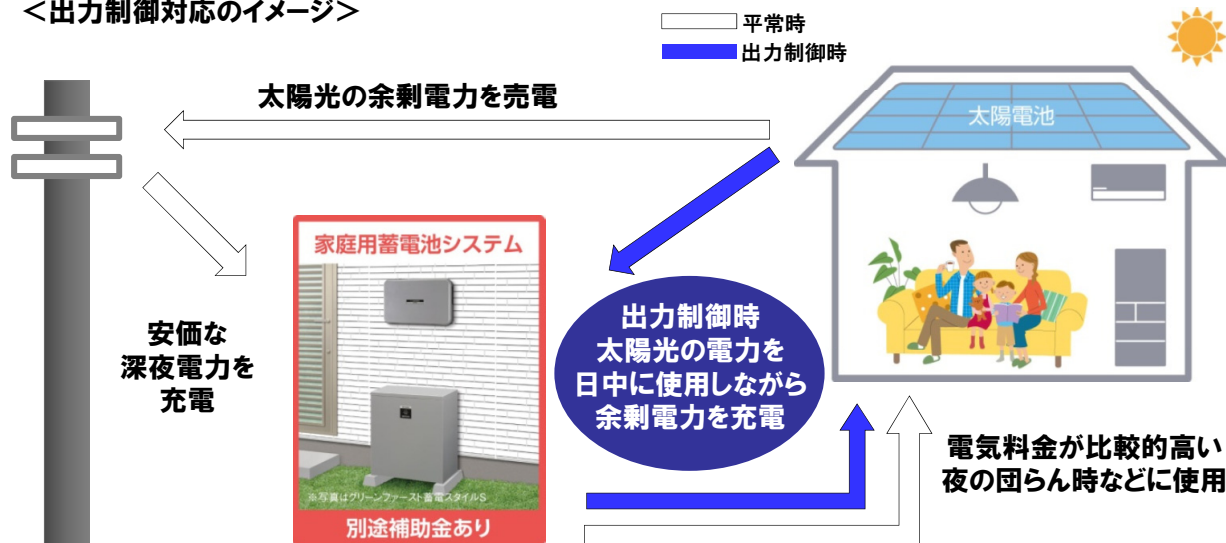 ＜出力制御対応のイメージ＞
平常時
出力制御時
太陽光の余剰電力を売電
太陽電池
家庭用蓄電池システム
安価な
深夜電力を
充電
出力制御時
太陽光の電力を
日中に使用しながら
余剰電力を充電
電気料金が比較的高い
夜の団らん時などに使用
※写真はグリーンファースト蓄電スタイルS
別途補助金あり